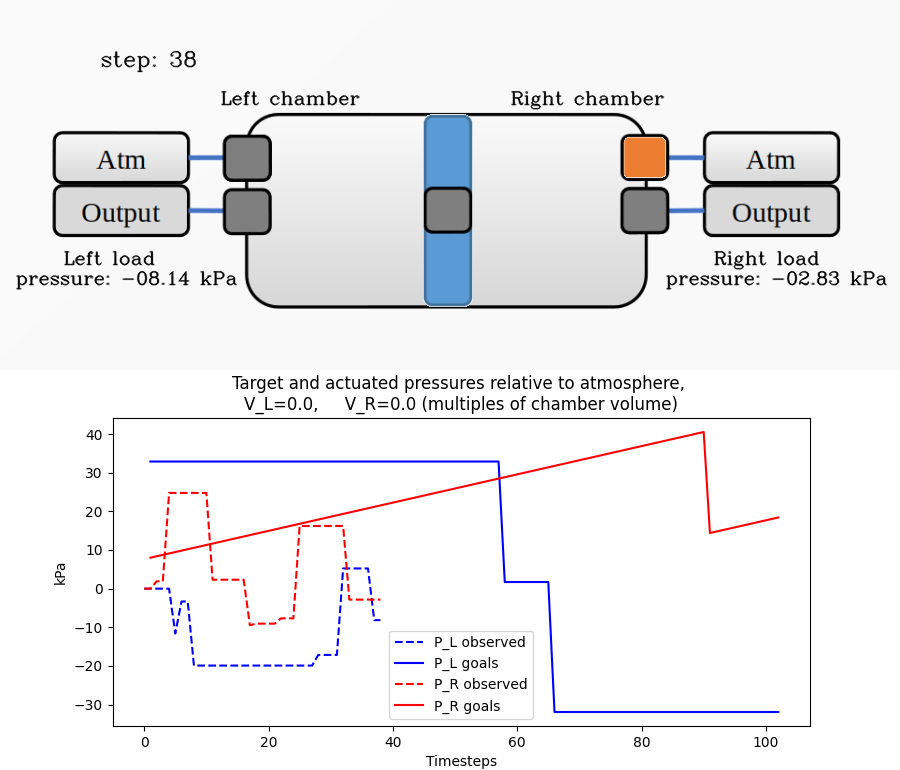 step: 38
Left chamber
Right chamber
Atm
Atm
Output
Output
Left load
pressure: -08.14 kPa
Right load
pressure: -02.83 kPa
Target and actuated pressures relative to atmosphere,
V_L=0.0, V_R=0.0 (multiples of chamber volume)
40
30
20
10
0
−10
−20
−30
kPa
P_L observed
P_L goals
P_R observed
P_R goals
0 20 40 60 80 100
Timesteps